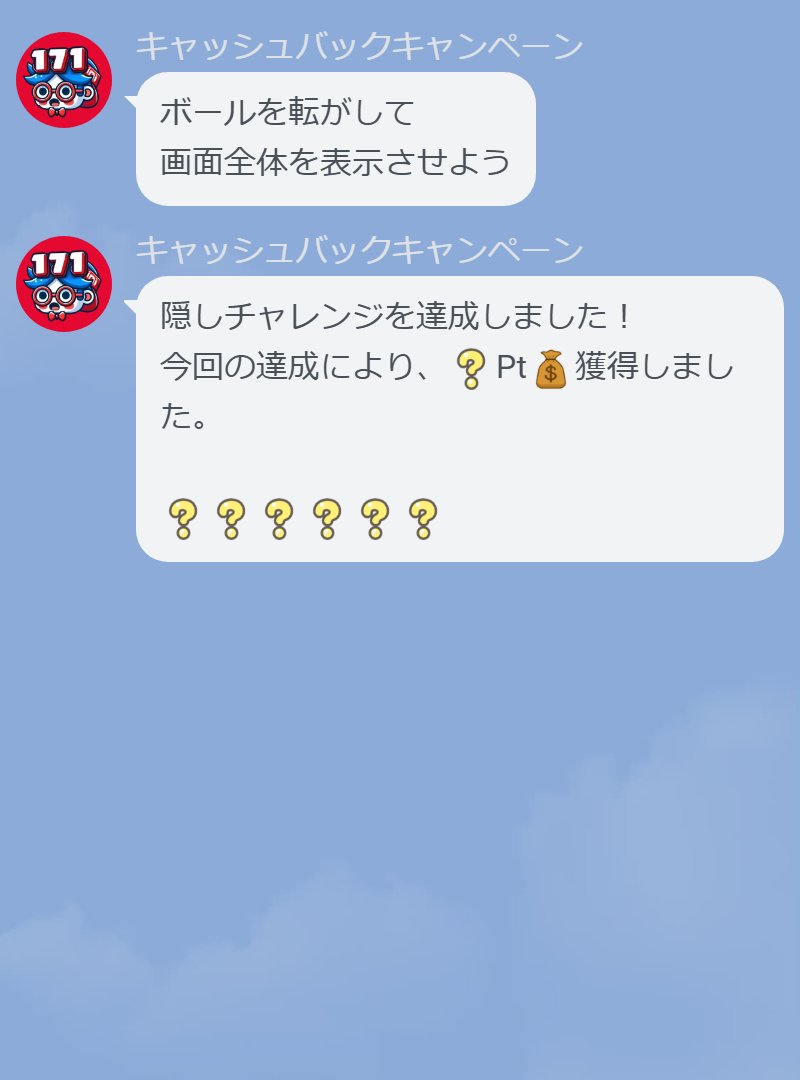 キャッシュバックキャンペーン
171
ボールを転がして
画面全体を表示させよう
キャッシュバックキャンペーン
171
隠しチャレンジを達成しました！
今回の達成により、❓Pt💰獲得しまし
た。
❓❓❓❓❓❓